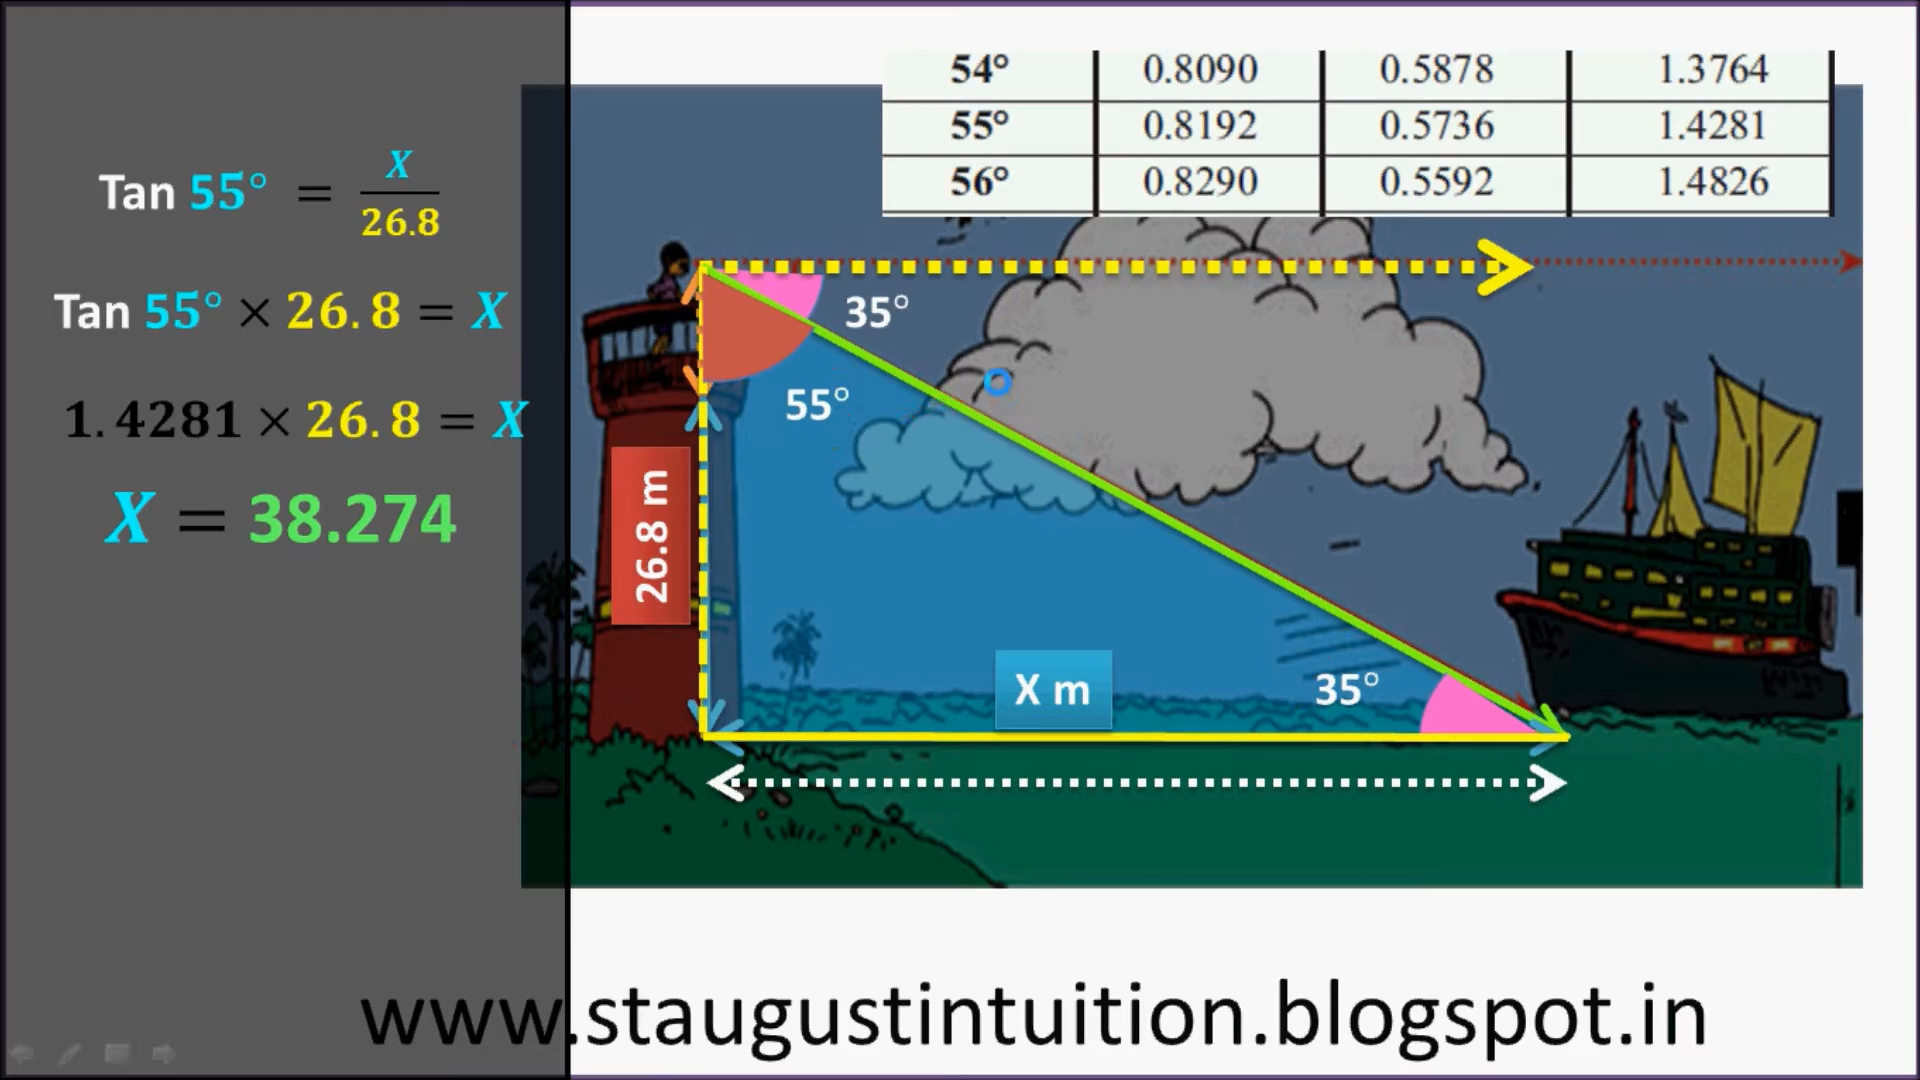 54° 0.8090 0.5878 1.3764
55° 0.8192 0.5736 1.4281
56° 0.8290 0.5592 1.4826
Tan 55° = X/26.8
Tan 55° × 26.8 = X
1.4281 × 26.8 = X
X = 38.274
35°
55°
26.8 m
X m
35°
www.staugustintuition.blogspot.in